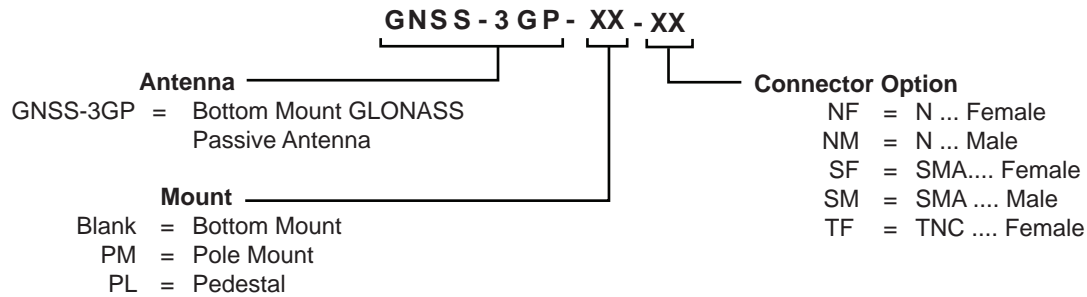 GNSS-3GP- XX -XX
Antenna
GNSS-3GP = Bottom Mount GLONASS
Passive Antenna
Mount
Blank = Bottom Mount
PM = Pole Mount
PL = Pedestal
Connector Option
NF = N ... Female
NM = N ... Male
SF = SMA.... Female
SM = SMA .... Male
TF = TNC .... Female